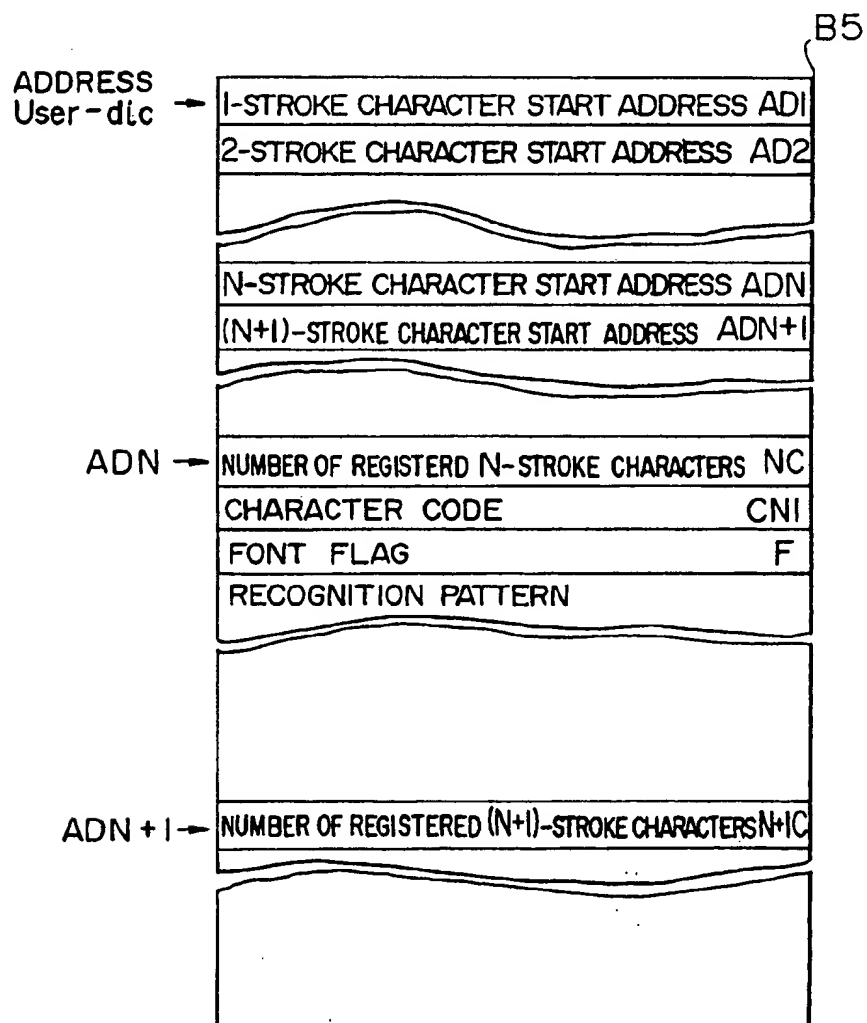 B5
ADDRESS
User-dic → 1-STROKE CHARACTER START ADDRESS AD1
2-STROKE CHARACTER START ADDRESS AD2
N-STROKE CHARACTER START ADDRESS ADN
(N+1)-STROKE CHARACTER START ADDRESS ADN+1
ADN → NUMBER OF REGISTERD N-STROKE CHARACTERS NC
CHARACTER CODE CN1
FONT FLAG F
RECOGNITION PATTERN
ADN+1 → NUMBER OF REGISTERED (N+1)-STROKE CHARACTERS N+1C